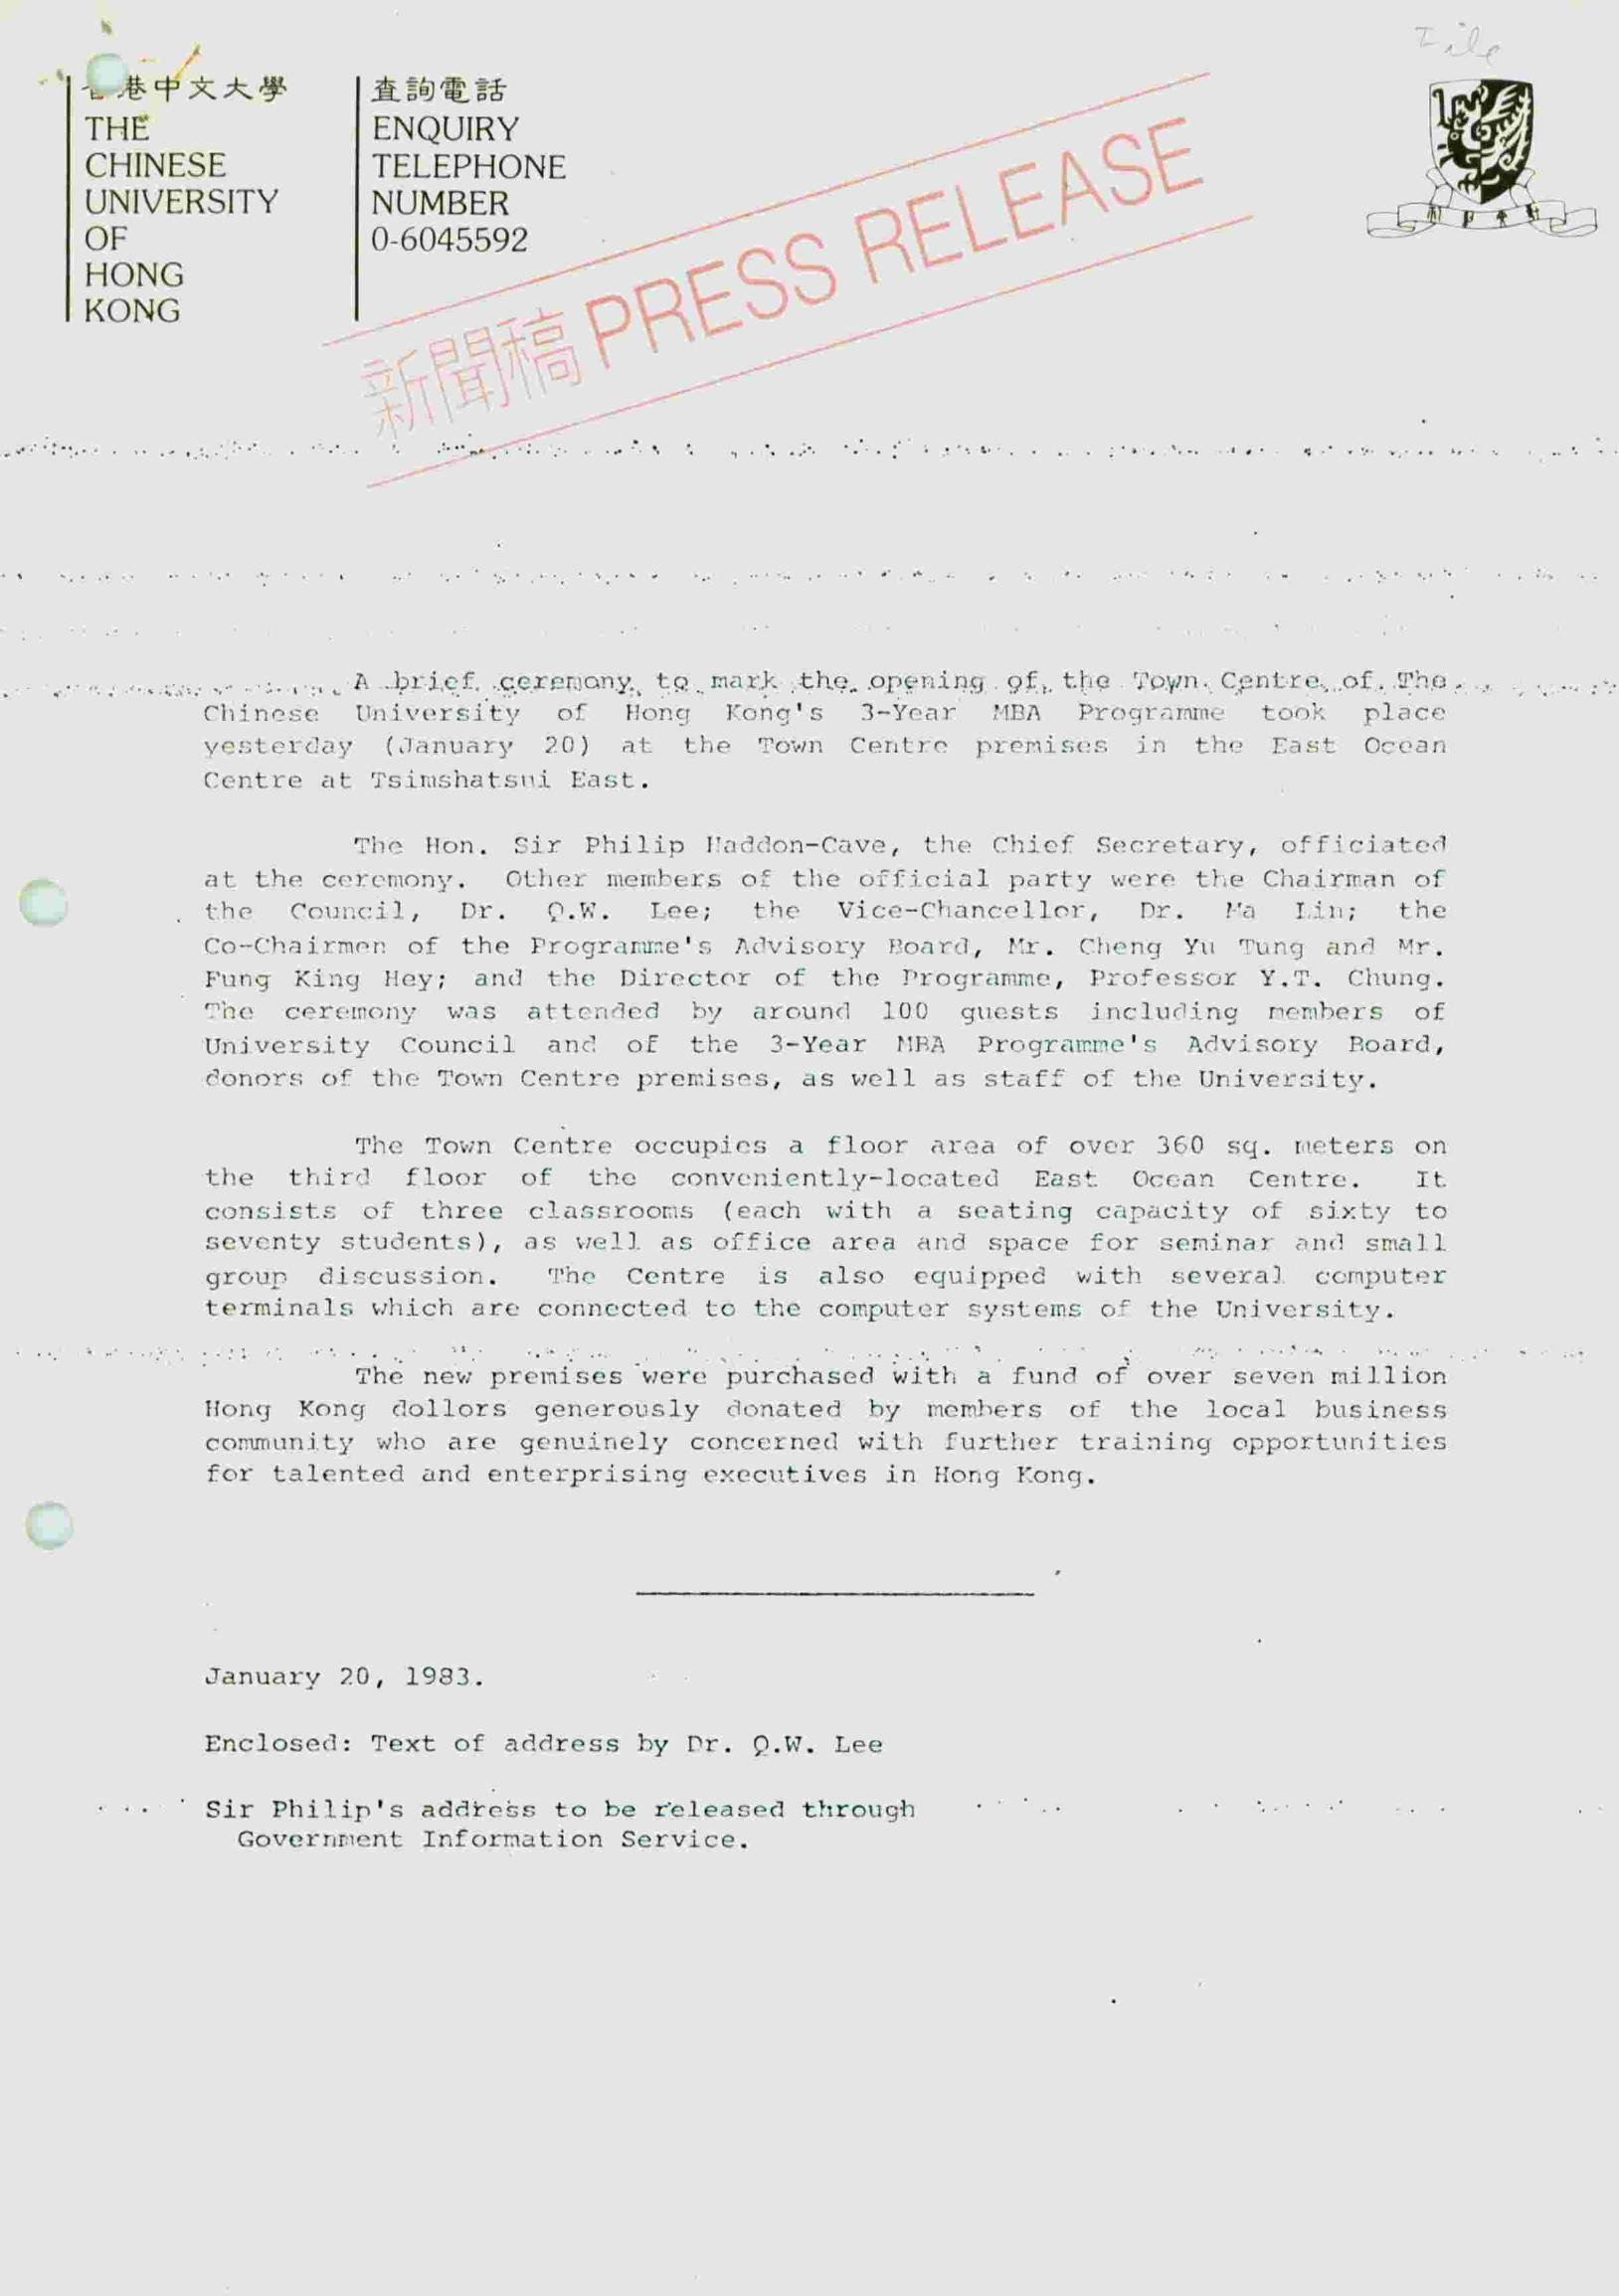 File
香港中文大學
THE
CHINESE
UNIVERSITY
OF
HONG
KONG
查詢電話
ENQUIRY
TELEPHONE
NUMBER
0-6045592
新聞稿 PRESS RELEASE
A brief ceremony to mark the opening of the Town Centre of The
Chinese University of Hong Kong's 3-Year MBA Programme took place
yesterday (January 20) at the Town Centre premises in the East Ocean
Centre at Tsimshatsui East.
The Hon. Sir Philip Haddon-Cave, the Chief Secretary, officiated
at the ceremony. Other members of the official party were the Chairman of
the Council, Dr. Q.W. Lee; the Vice-Chancellor, Dr. Ma Lin; the
Co-Chairmen of the Programme's Advisory Board, Mr. Cheng Yu Tung and Mr.
Fung King Hey; and the Director of the Programme, Professor Y.T. Chung.
The ceremony was attended by around 100 guests including members of
University Council and of the 3-Year MBA Programme's Advisory Board,
donors of the Town Centre premises, as well as staff of the University.
The Town Centre occupies a floor area of over 360 sq. meters on
the third floor of the conveniently-located East Ocean Centre. It
consists of three classrooms (each with a seating capacity of sixty to
seventy students), as well as office area and space for seminar and small
group discussion. The Centre is also equipped with several computer
terminals which are connected to the computer systems of the University.
The new premises were purchased with a fund of over seven million
Hong Kong dollors generously donated by members of the local business
community who are genuinely concerned with further training opportunities
for talented and enterprising executives in Hong Kong.
January 20, 1983.
Enclosed: Text of address by Dr. Q.W. Lee
Sir Philip's address to be released through
Government Information Service.